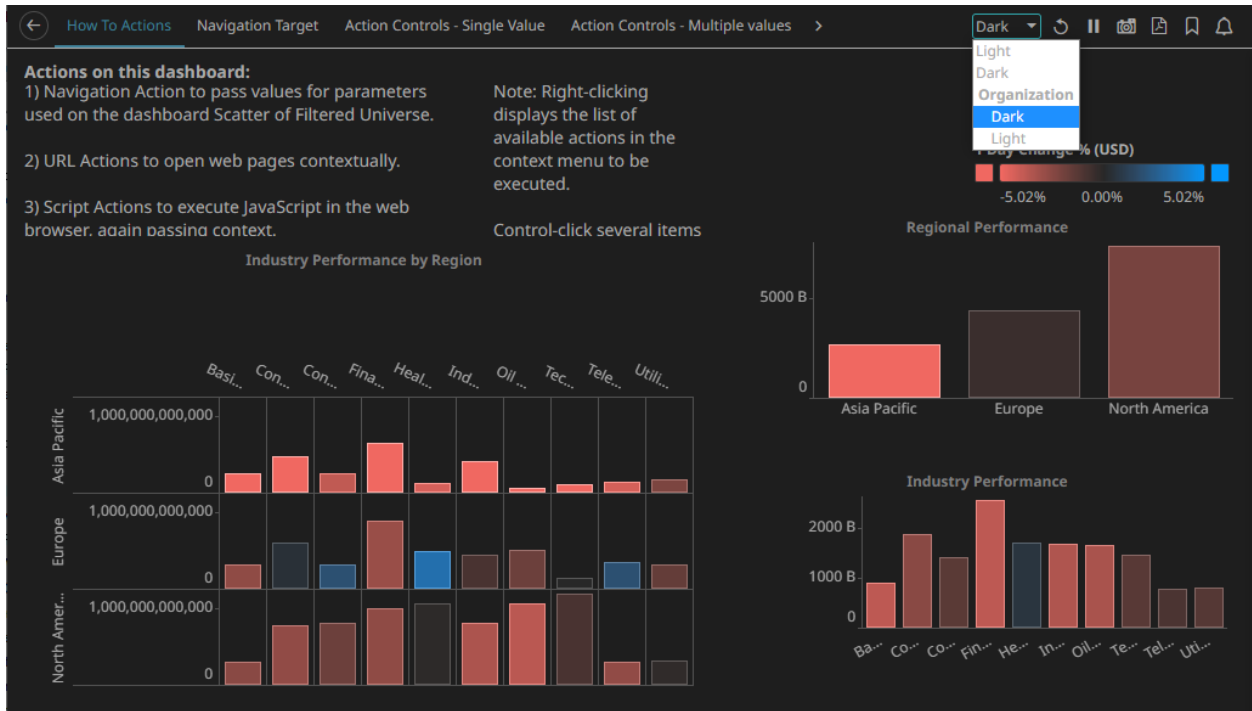 How To Actions
Navigation Target
Action Controls - Single Value
Action Controls - Multiple values
Dark
Light
Dark
Organization
Dark
Light
Actions on this dashboard:
1) Navigation Action to pass values for parameters
used on the dashboard Scatter of Filtered Universe.
2) URL Actions to open web pages contextually.
3) Script Actions to execute JavaScript in the web
browser, again passing context.
Note: Right-clicking
displays the list of
available actions in the
context menu to be
executed.
Control-click several items
1 Day Change % (USD)
-5.02%
0.00%
5.02%
Industry Performance by Region
Basi...
Con...
Con...
Fina...
Heal...
Ind...
Oil ...
Tec...
Tele...
Utili...
Asia Pacific
1,000,000,000,000
0
Europe
1,000,000,000,000
0
North Amer...
1,000,000,000,000
0
Regional Performance
5000 B
0
Asia Pacific
Europe
North America
Industry Performance
2000 B
1000 B
0
Ba...
Co...
Co...
Fin...
He...
In...
Oil...
Te...
Tel...
Uti...